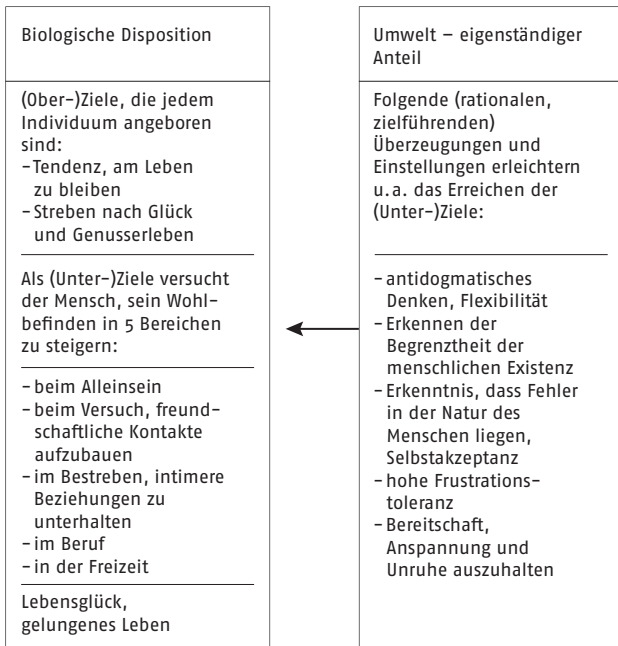 Biologische Disposition
(Ober-)Ziele, die jedem
Individuum angeboren
sind:
– Tendenz, am Leben
zu bleiben
– Streben nach Glück
und Genusserleben
Als (Unter-)Ziele versucht
der Mensch, sein Wohl-
befinden in 5 Bereichen
zu steigern:
– beim Alleinsein
– beim Versuch, freund-
schaftliche Kontakte
aufzubauen
– im Bestreben, intimere
Beziehungen zu
unterhalten
– im Beruf
– in der Freizeit
Lebensglück,
gelungenes Leben
Umwelt – eigenständiger
Anteil
Folgende (rationalen,
zielführenden)
Überzeugungen und
Einstellungen erleichtern
u. a. das Erreichen der
(Unter-)Ziele:
– antidogmatisches
Denken, Flexibilität
– Erkennen der
Begrenztheit der
menschlichen Existenz
– Erkenntnis, dass Fehler
in der Natur des
Menschen liegen,
Selbstakzeptanz
– hohe Frustrations-
toleranz
– Bereitschaft,
Anspannung und
Unruhe auszuhalten